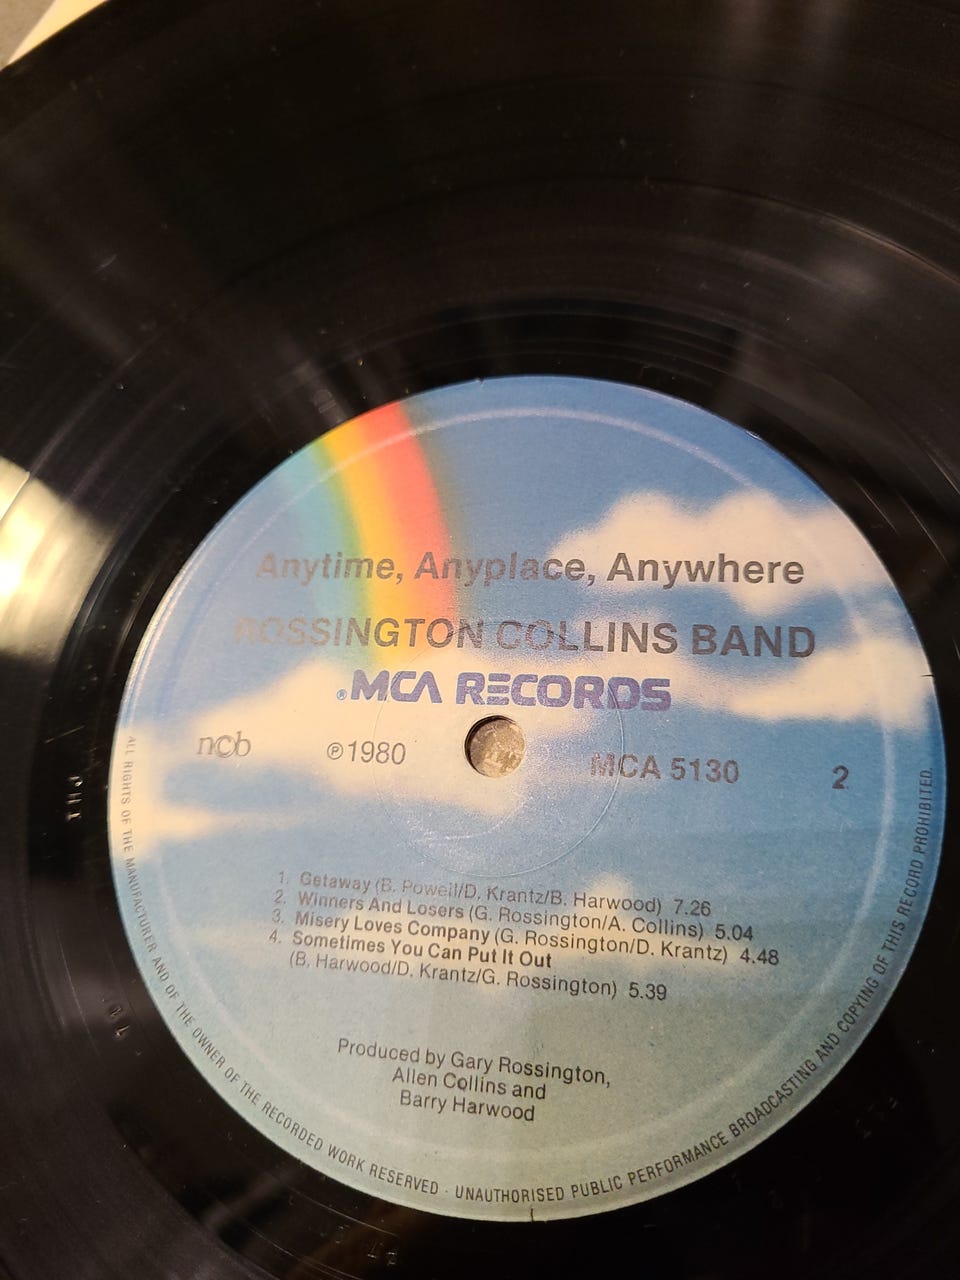 Anytime, Anyplace, Anywhere
ROSSINGTON COLLINS BAND
®MCA RECORDS
ncb ℗1980 MCA 5130 2
1. Getaway (B. Powell/D. Krantz/B. Harwood) 7.26
2. Winners And Losers (G. Rossington/A. Collins) 5.04
3. Misery Loves Company (G. Rossington/D. Krantz) 4.48
4. Sometimes You Can Put It Out
(B. Harwood/D. Krantz/G. Rossington) 5.39
Produced by Gary Rossington,
Allen Collins and
Barry Harwood
ALL RIGHTS OF THE MANUFACTURER AND OF THE OWNER OF THE RECORDED WORK RESERVED · UNAUTHORISED PUBLIC PERFORMANCE BROADCASTING AND COPYING OF THIS RECORD PROHIBITED.